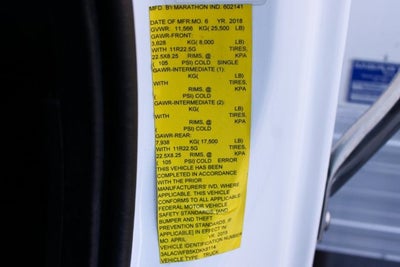 MFD. BY MARATHON IND. 602141
DATE OF MFR.: MO. 6 YR. 2018
GVWR: 11,566 KG( 25,500 LB)
GAWR-FRONT:
3,628 KG( 8,000 LB)
WITH 11R22.5G TIRES,
22.5X8.25 RIMS, @ KPA
( 105 PSI) COLD SINGLE
GAWR-INTERMEDIATE (1):
KG( LB)
WITH TIRES,
RIMS, @ KPA
( PSI) COLD
GAWR-INTERMEDIATE (2):
KG( LB)
WITH TIRES,
RIMS, @ KPA
( PSI) COLD
GAWR-REAR:
7,938 KG( 17,500 LB)
WITH 11R22.5G TIRES,
22.5X8.25 RIMS, @ KPA
( 105 PSI) COLD ERROR
THIS VEHICLE HAS BEEN
COMPLETED IN ACCORDANCE
WITH THE PRIOR
MANUFACTURERS' IVD, WHERE
APPLICABLE. THIS VEHICLE
CONFORMS TO ALL APPLICABLE
FEDERAL MOTOR VEHICLE
SAFETY STANDARDS, [AND
BUMPER AND THEFT
PREVENTION STANDARDS, IF
APPLICABLE] IN EFFECT IN
MO. APRIL YR. 2018
VEHICLE IDENTIFICATION NUMBER:
VEHICLE TYPE: TRUCK